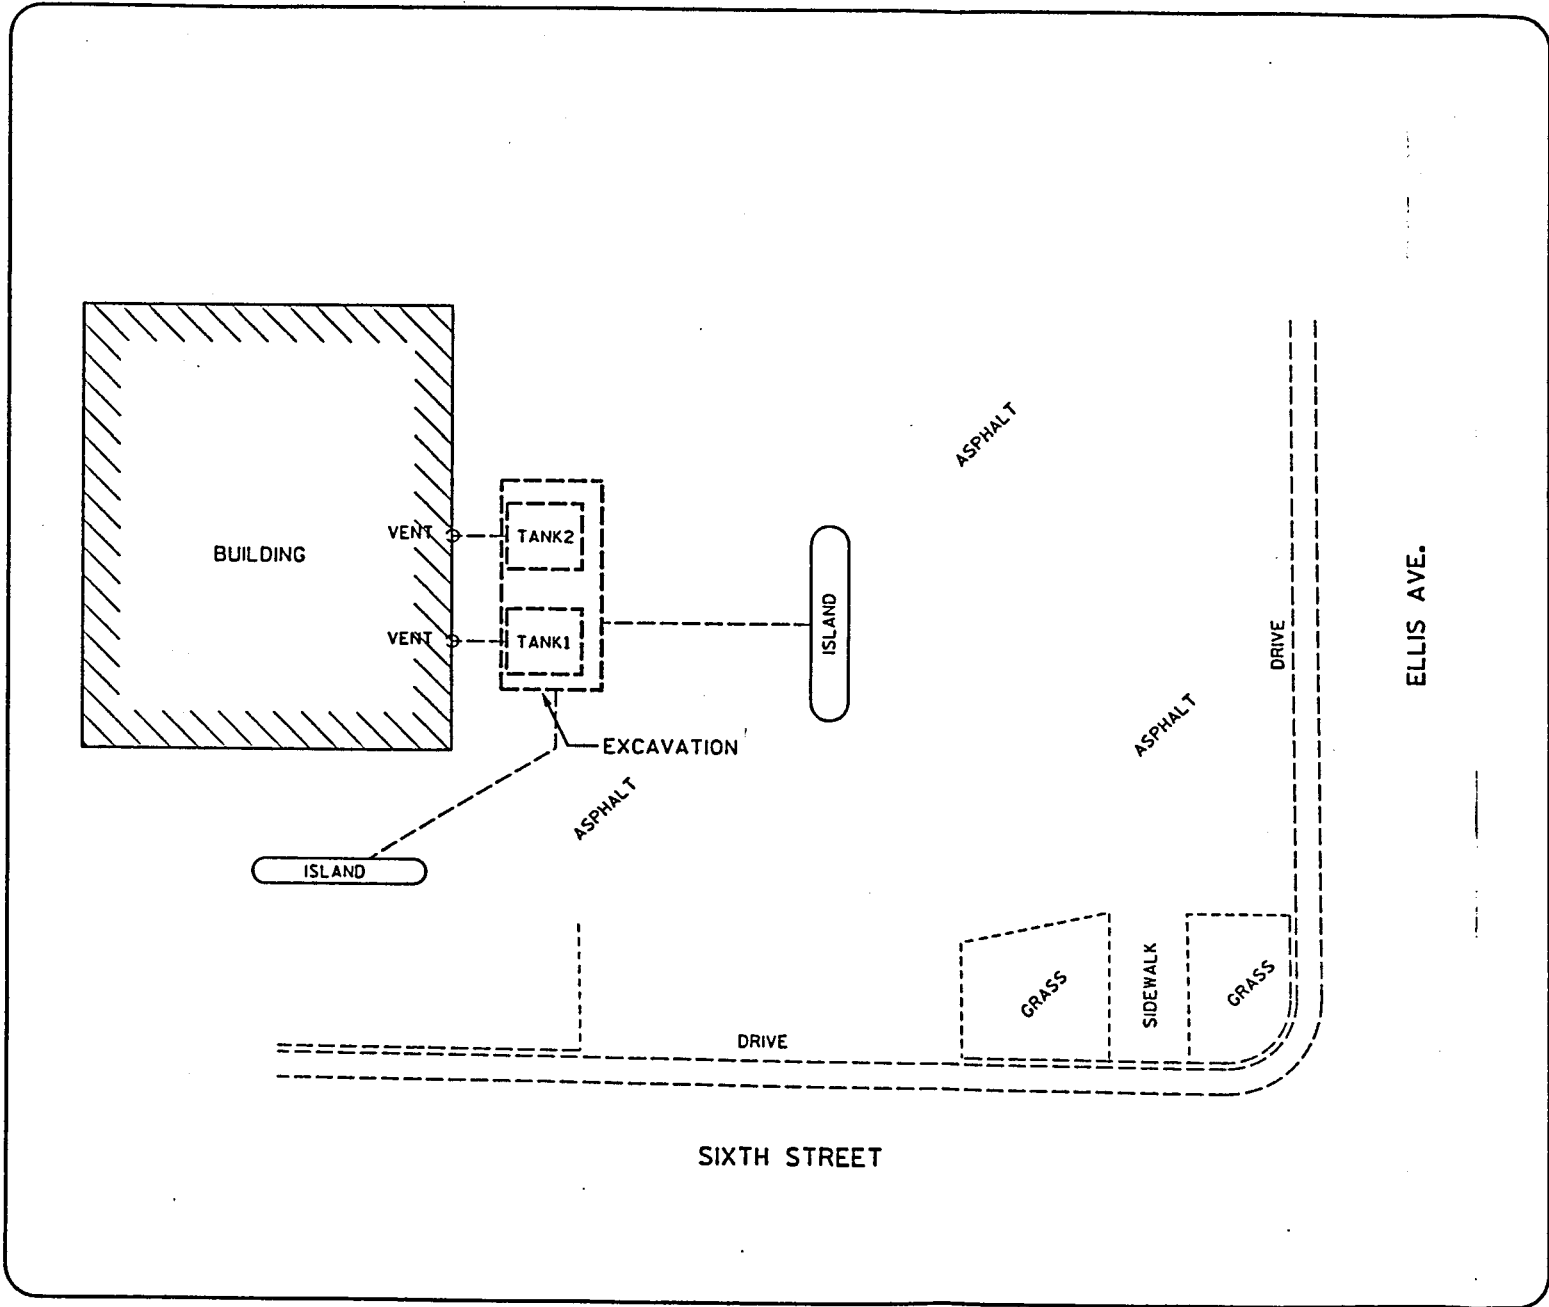 ASPHALT
VENT
TANK2
BUILDING
ISLAND
ELLIS AVE.
VENT
TANK1
DRIVE
ASPHALT
EXCAVATION
ASPHALT
ISLAND
GRASS
SIDEWALK
GRASS
DRIVE
SIXTH STREET